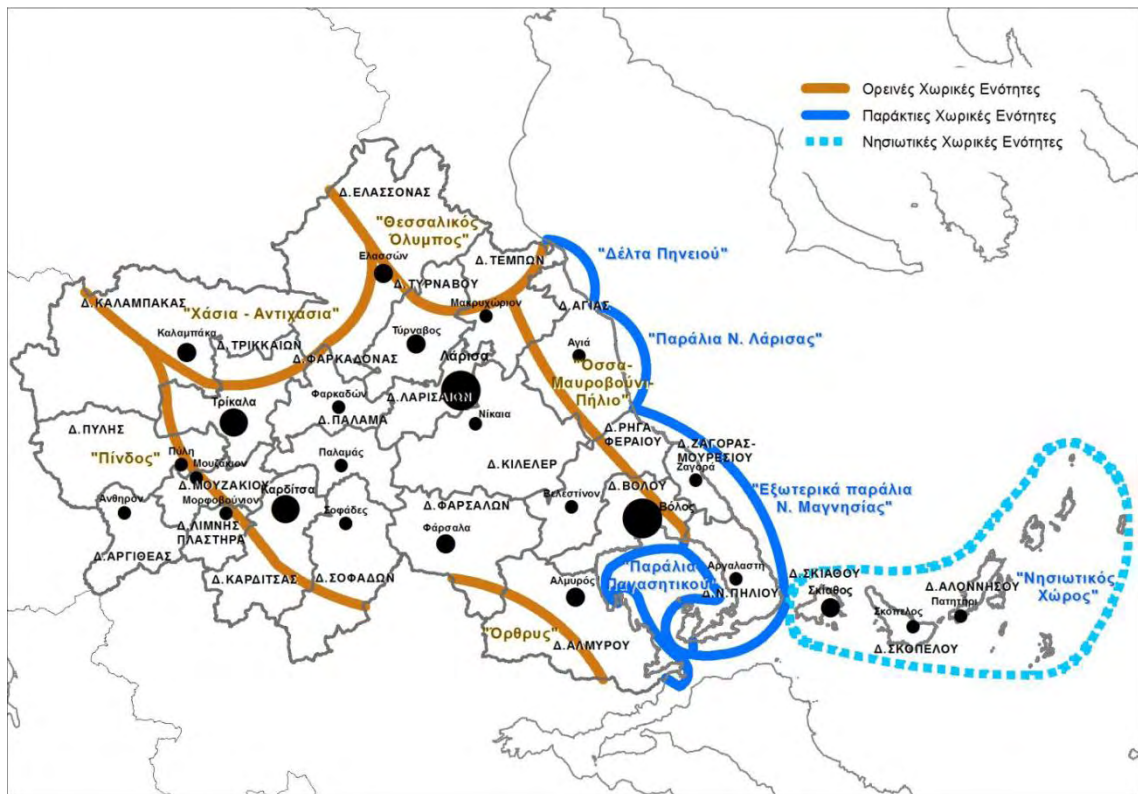 Ορεινές Χωρικές Ενότητες
Παράκτιες Χωρικές Ενότητες
Νησιωτικές Χωρικές Ενότητες
Δ.ΕΛΑΣΣΟΝΑΣ
"Θεσσαλικός
Όλυμπος"
Ελασσών
Δ.ΤΕΜΠΩΝ
"Δέλτα Πηνειού"
Δ.ΤΥΡΝΑΒΟΥ
Μακρυχώριον
Δ.ΚΑΛΑΜΠΑΚΑΣ
"Χάσια - Αντιχάσια"
Δ.ΑΓΙΑΣ
Καλαμπάκα
Δ.ΤΡΙΚΚΑΙΩΝ
Τύρναβος
Αγιά
"Παράλια Ν. Λάρισας"
Δ.ΦΑΡΚΑΔΟΝΑΣ
Λάρισα
"Όσσα-
Μαυροβούνι-
Πήλιο"
Φαρκαδών
Δ.ΛΑΡΙΣΑΙΩΝ
Τρίκαλα
Δ.ΠΑΛΑΜΑ
Νίκαια
Δ.ΠΥΛΗΣ
Δ.ΡΗΓΑ
ΦΕΡΑΙΟΥ
Δ.ΖΑΓΟΡΑΣ-
ΜΟΥΡΕΣΙΟΥ
Ζαγορά
Πύλη
"Πίνδος"
Μουζάκιον
Παλαμάς
Δ.ΚΙΛΕΛΕΡ
Δ.ΜΟΥΖΑΚΙΟΥ
Δ.ΒΟΛΟΥ
"Εξωτερικά παράλια
Ν. Μαγνησίας"
Ανθηρόν
Μορφοβούνιον
Καρδίτσα
Σοφάδες
Δ.ΦΑΡΣΑΛΩΝ
Βελεστίνον
Βόλος
Δ.ΛΙΜΝΗΣ
ΠΛΑΣΤΗΡΑ
Φάρσαλα
Δ.ΑΡΓΙΘΕΑΣ
"Παράλια
Παγασητικού"
Αργαλαστή
Δ.ΚΑΡΔΙΤΣΑΣ
Δ.ΣΟΦΑΔΩΝ
Αλμυρός
Δ.Ν.ΠΗΛΙΟΥ
Δ.ΣΚΙΑΘΟΥ
Σκίαθος
Δ.ΑΛΟΝΝΗΣΟΥ
Πατητήρι
"Νησιωτικός
Χώρος"
Σκόπελος
Δ.ΣΚΟΠΕΛΟΥ
"Όρθρυς"
Δ.ΑΛΜΥΡΟΥ